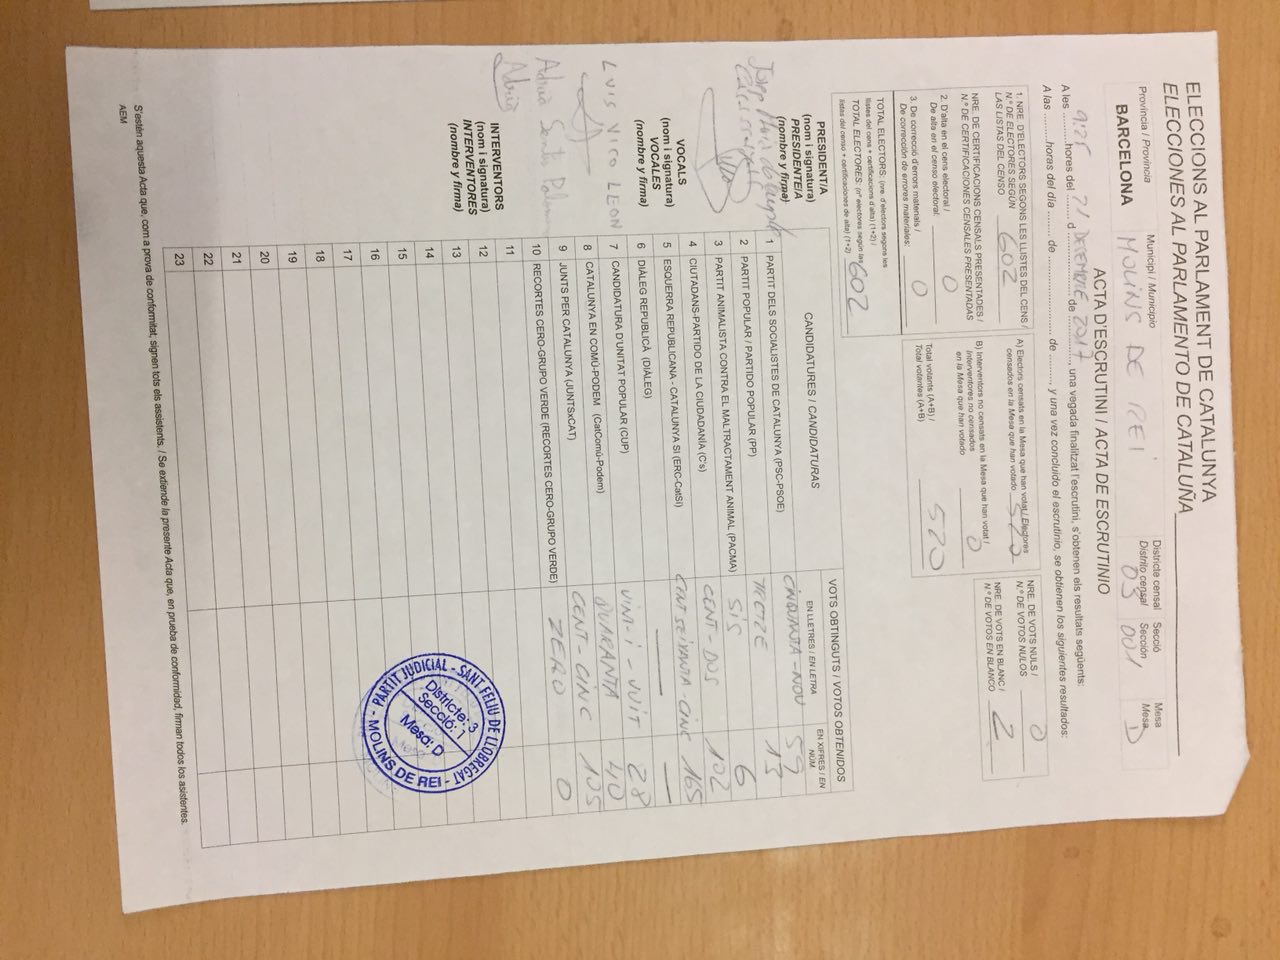 ELECCIONS AL PARLAMENT DE CATALUNYA
ELECCIONES AL PARLAMENTO DE CATALUÑA
Província / Provincia
BARCELONA
Municipi / Municipio
MOLINS DE REI
Districte censal
Distrito censal
03
Secció
Sección
001
Mesa
Mesa
D
ACTA D'ESCRUTINI / ACTA DE ESCRUTINIO
A les 9:25 hores del 21 d DESEMBRE de 2017, una vegada finalitzat l'escrutini, s'obtenen els resultats següents:
A las ..........horas del día .......... de ................... de .........., y una vez concluido el escrutinio, se obtienen los siguientes resultados:
1. NRE. D'ELECTORS SEGONS LES LLISTES DEL CENS /
N.º DE ELECTORES SEGÚN
LAS LISTAS DEL CENSO 602
NRE. DE CERTIFICACIONS CENSALS PRESENTADES /
N.º DE CERTIFICACIONES CENSALES PRESENTADAS
2. D'alta en el cens electoral /
De alta en el censo electoral: 0
3. De correcció d'errors materials /
De corrección de errores materiales: 0
TOTAL ELECTORS: (nre. d'electors segons les
llistes del cens + certificacions d'alta) (1+2) /
TOTAL ELECTORES: (nº electores según las
listas del censo + certificaciones de alta) (1+2) 602
A) Electors censats en la Mesa que han votat / Electores
censados en la Mesa que han votado 520
B) Interventors no censats en la Mesa que han votat /
Interventores no censados
en la Mesa que han votado 0
Total votants (A+B) /
Total votantes (A+B) 520
NRE. DE VOTS NULS /
N.º DE VOTOS NULOS 0
NRE. DE VOTS EN BLANC /
N.º DE VOTOS EN BLANCO 2
CANDIDATURES / CANDIDATURAS
VOTS OBTINGUTS / VOTOS OBTENIDOS
EN LLETRES / EN LETRA
EN XIFRES / EN NÚM
1 PARTIT DELS SOCIALISTES DE CATALUNYA (PSC-PSOE) CINQUANTA-NOU 59
2 PARTIT POPULAR / PARTIDO POPULAR (PP) TRETZE 13
3 PARTIT ANIMALISTA CONTRA EL MALTRACTAMENT ANIMAL (PACMA) SIS 6
4 CIUTADANS-PARTIDO DE LA CIUDADANÍA (C's) CENT-DOS 102
5 ESQUERRA REPUBLICANA - CATALUNYA SI (ERC-CatSí) CENT SEIXANTA-CINC 165
6 DIÀLEG REPUBLICÀ (DIÀLEG) — —
7 CANDIDATURA D'UNITAT POPULAR (CUP) VINT-I-VUIT 28
8 CATALUNYA EN COMÚ-PODEM (CatComú-Podem) QUARANTA 40
9 JUNTS PER CATALUNYA (JUNTSxCAT) CENT-CINC 105
10 RECORTES CERO-GRUPO VERDE (RECORTES CERO-GRUPO VERDE) ZERO 0
11
12
13
14
15
16
17
18
19
20
21
22
23
PRESIDENT/A
(nom i signatura)
PRESIDENTE/A
(nombre y firma)
VOCALS
(nom i signatura)
VOCALES
(nombre y firma)
LUIS VICO LEON
Adrià
Adrià
INTERVENTORS
(nom i signatura)
INTERVENTORES
(nombre y firma)
PARTIT JUDICIAL - SANT FELIU DE LLOBREGAT - MOLINS DE REI -
Districte: 3
Secció: 1
Mesa: D
S'estén aquesta Acta que, com a prova de conformitat, signen tots els assistents. / Se extiende la presente Acta que, en prueba de conformidad, firman todos los asistentes.
AEM